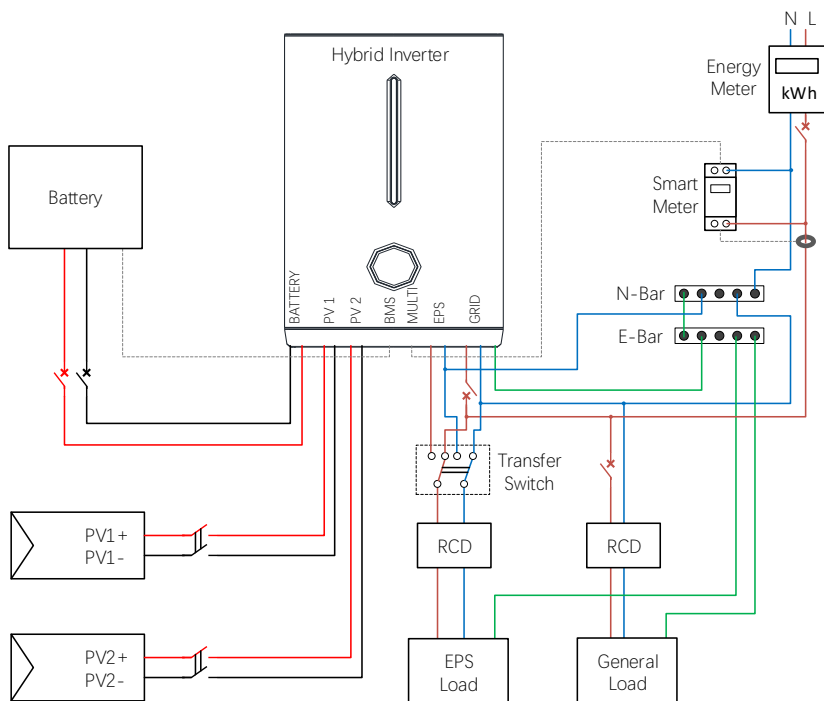 N L
Hybrid Inverter
Energy
Meter
kWh
Battery
Smart
Meter
BATTERY
PV 1
PV 2
BMS
MULTI
EPS
GRID
N-Bar
E-Bar
Transfer
Switch
PV1+
PV1-
RCD
RCD
PV2+
PV2-
EPS
Load
General
Load